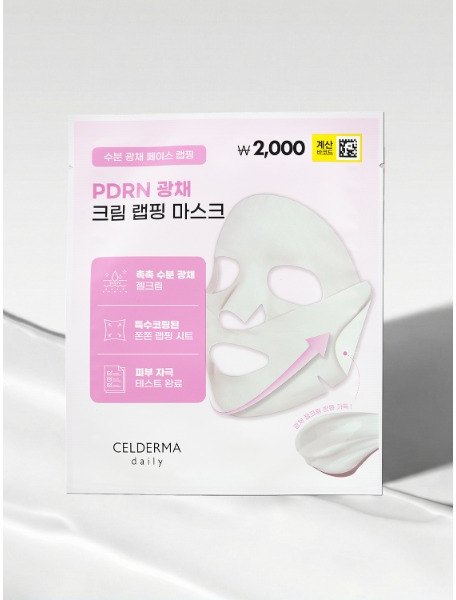 수분 광채 페이스 랩핑
₩2,000
계산
바코드
PDRN 광채
크림 랩핑 마스크
촉촉 수분 광채
겔크림
특수코팅용
쫀쫀 랩핑 시트
피부 자극
테스트 완료
CELDERMA
daily